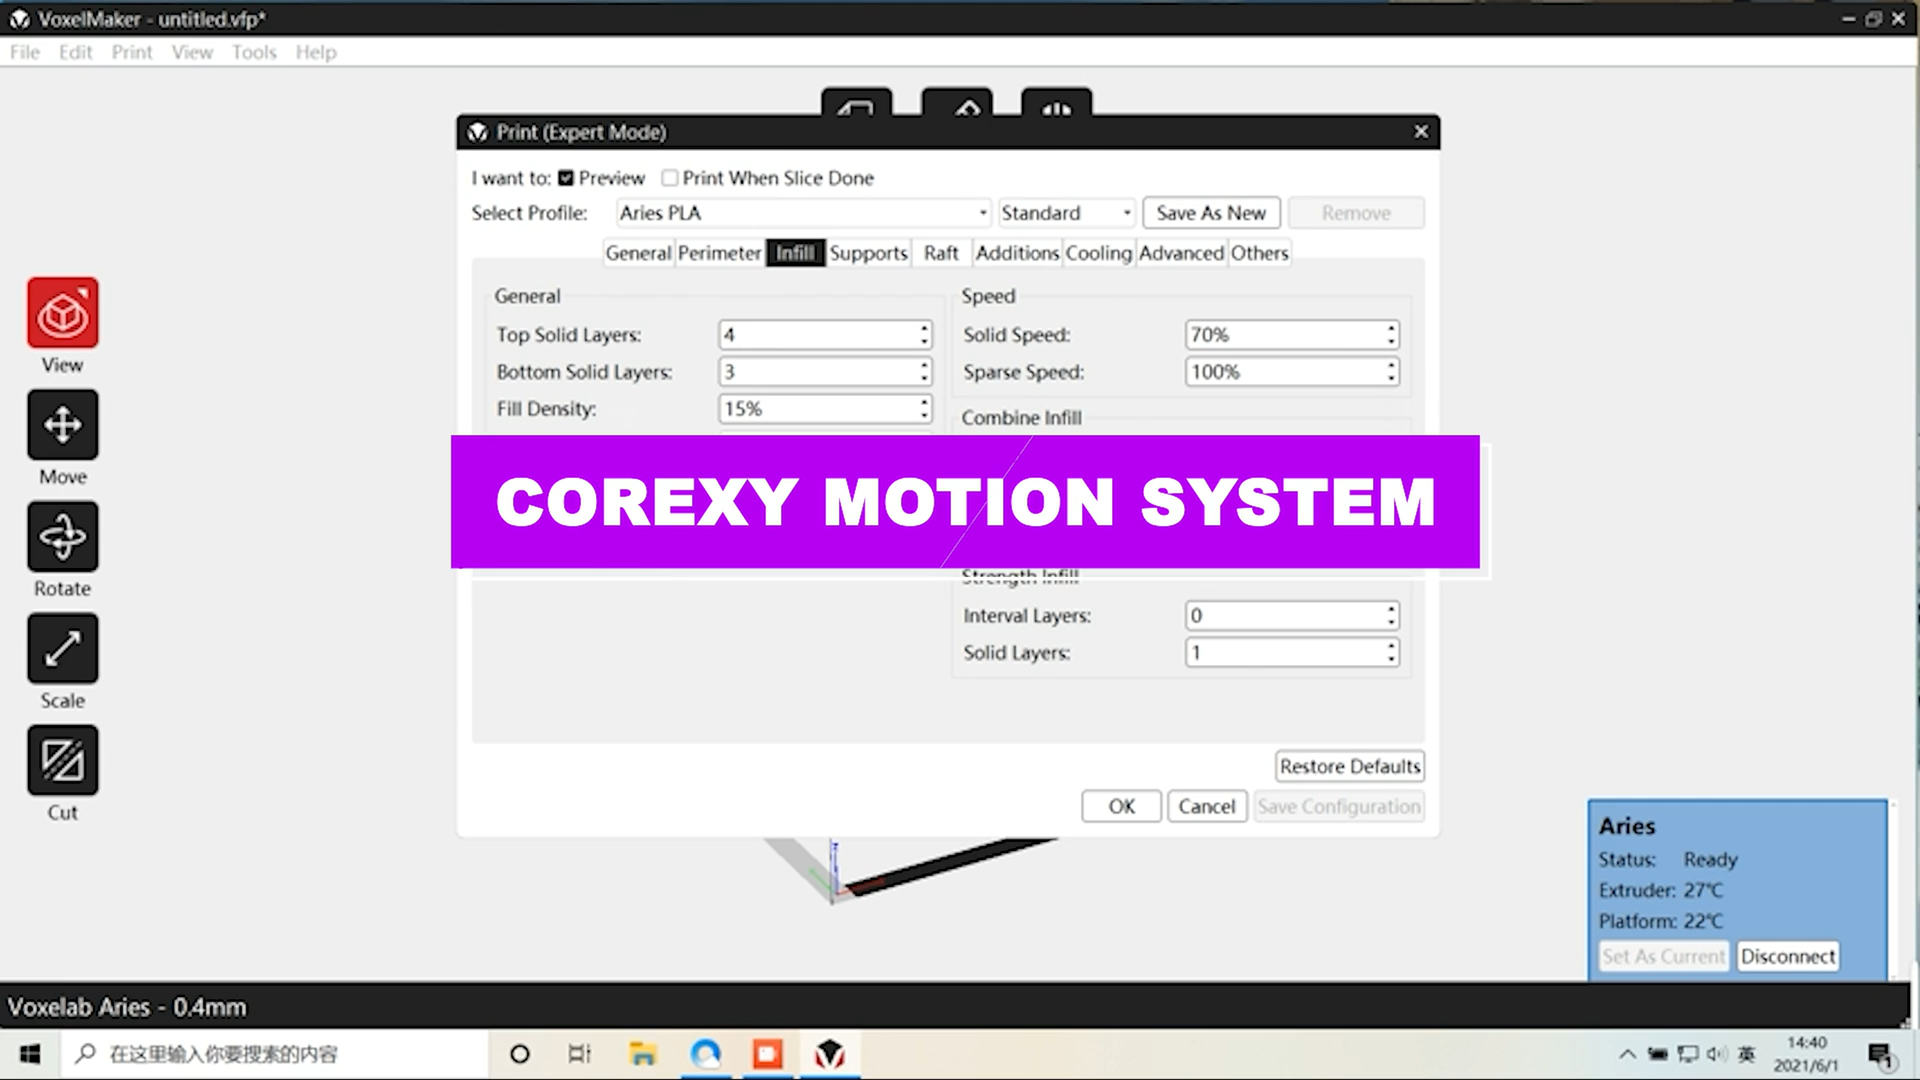 VoxelMaker - untitled.vfp*
File Edit Print View Tools Help
Print (Expert Mode)
I want to: Preview Print When Slice Done
Select Profile: Aries PLA Standard Save As New Remove
General Perimeter Infill Supports Raft Additions Cooling Advanced Others
General
Top Solid Layers: 4
Bottom Solid Layers: 3
Fill Density: 15%
Speed
Solid Speed: 70%
Sparse Speed: 100%
Combine Infill
COREXY MOTION SYSTEM
Strength Infill
Interval Layers: 0
Solid Layers: 1
Restore Defaults
OK Cancel Save Configuration
View
Move
Rotate
Scale
Cut
Aries
Status: Ready
Extruder: 27℃
Platform: 22℃
Set As Current Disconnect
Voxelab Aries - 0.4mm
在这里输入你要搜索的内容
英
14:40
2021/6/1
1